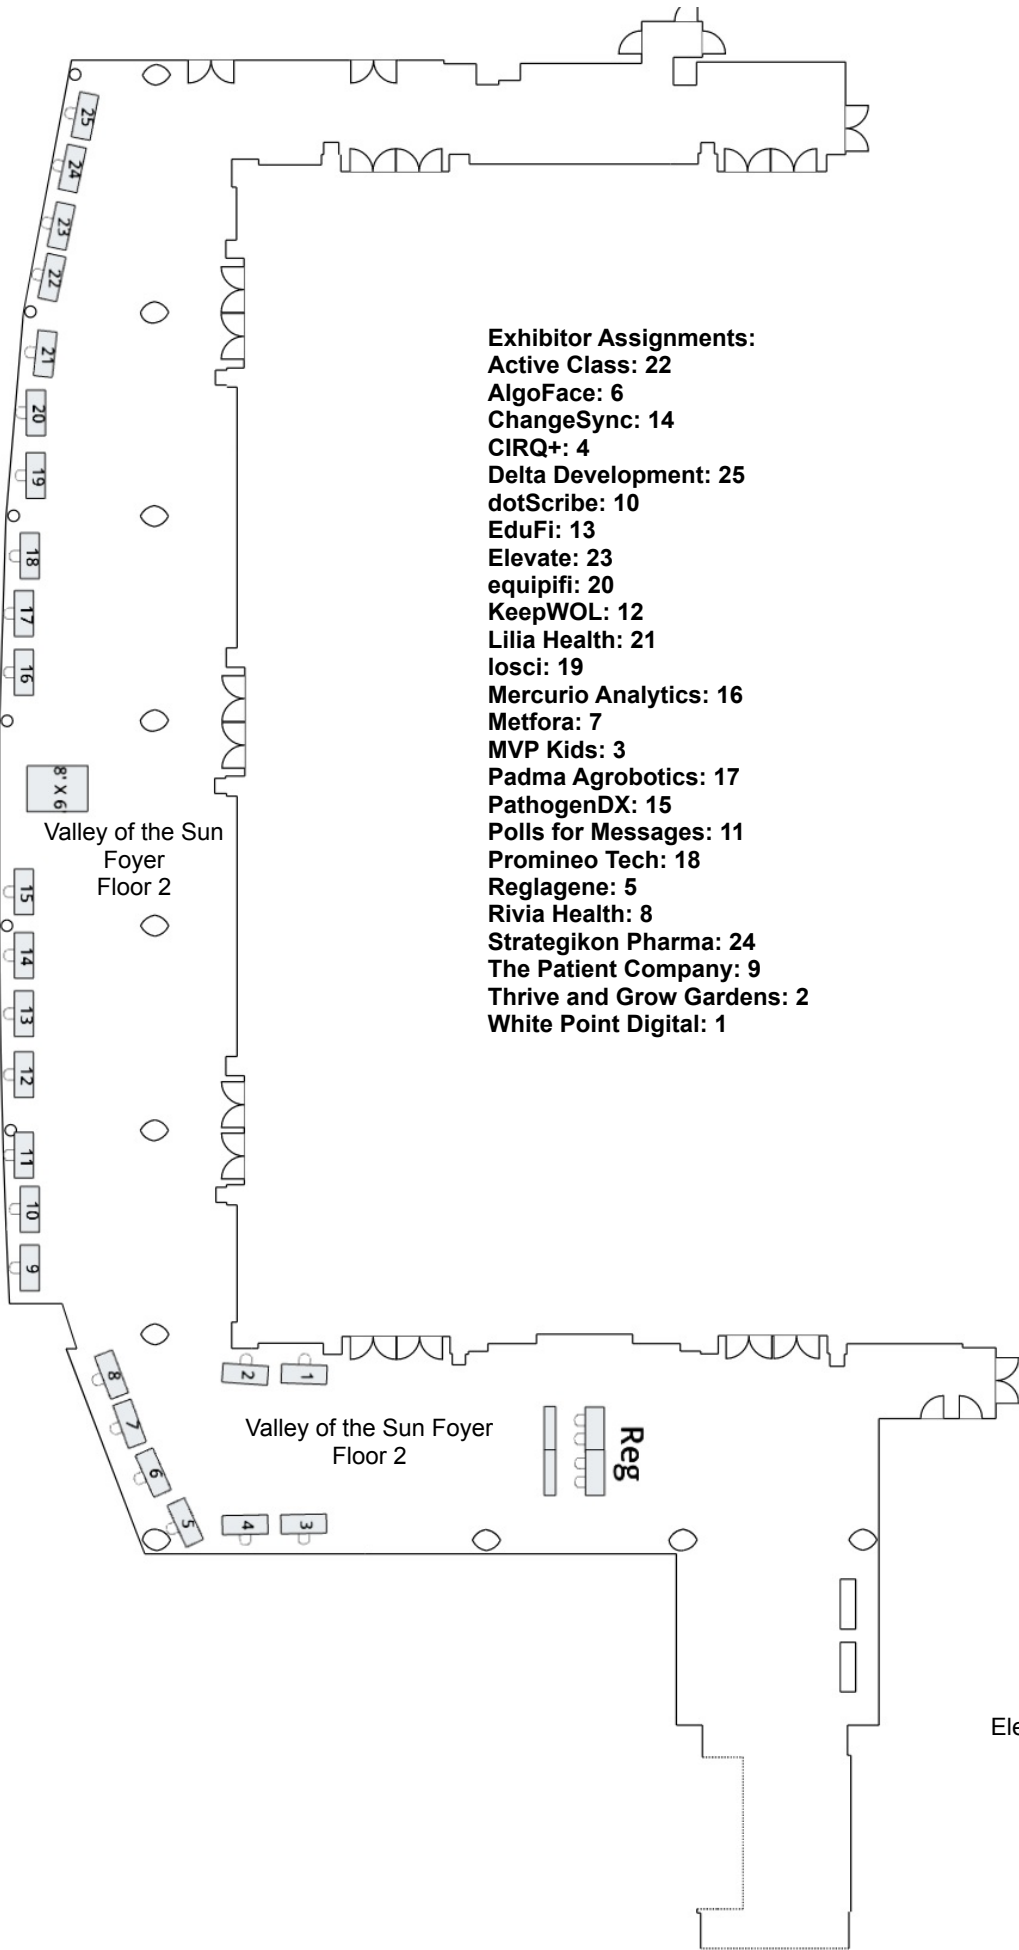 25
24
23
22
21
20
19
18
17
16
8' X 6'
Valley of the Sun
Foyer
Floor 2
15
14
13
12
11
10
9
8
7
6
5
2
1
4
3
Valley of the Sun Foyer
Floor 2
Reg
Exhibitor Assignments:
Active Class: 22
AlgoFace: 6
ChangeSync: 14
CIRQ+: 4
Delta Development: 25
dotScribe: 10
EduFi: 13
Elevate: 23
equipifi: 20
KeepWOL: 12
Lilia Health: 21
losci: 19
Mercurio Analytics: 16
Metfora: 7
MVP Kids: 3
Padma Agrobotics: 17
PathogenDX: 15
Polls for Messages: 11
Promineo Tech: 18
Reglagene: 5
Rivia Health: 8
Strategikon Pharma: 24
The Patient Company: 9
Thrive and Grow Gardens: 2
White Point Digital: 1